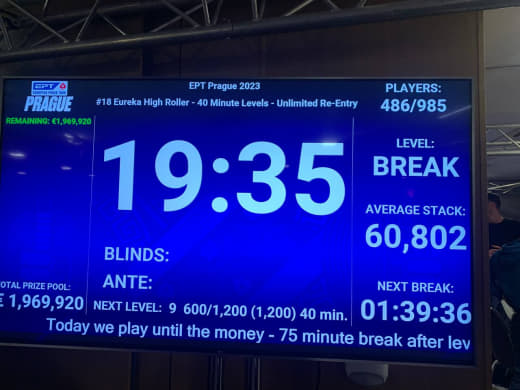 EPT
PRAGUE
EPT Prague 2023
#18 Eureka High Roller - 40 Minute Levels - Unlimited Re-Entry
PLAYERS:
486/985
REMAINING: €1,969,920
19:35
LEVEL:
BREAK
AVERAGE STACK:
60,802
BLINDS:
ANTE:
TOTAL PRIZE POOL:
€ 1,969,920
NEXT LEVEL: 9 600/1,200 (1,200) 40 min.
NEXT BREAK:
01:39:36
Today we play until the money - 75 minute break after lev